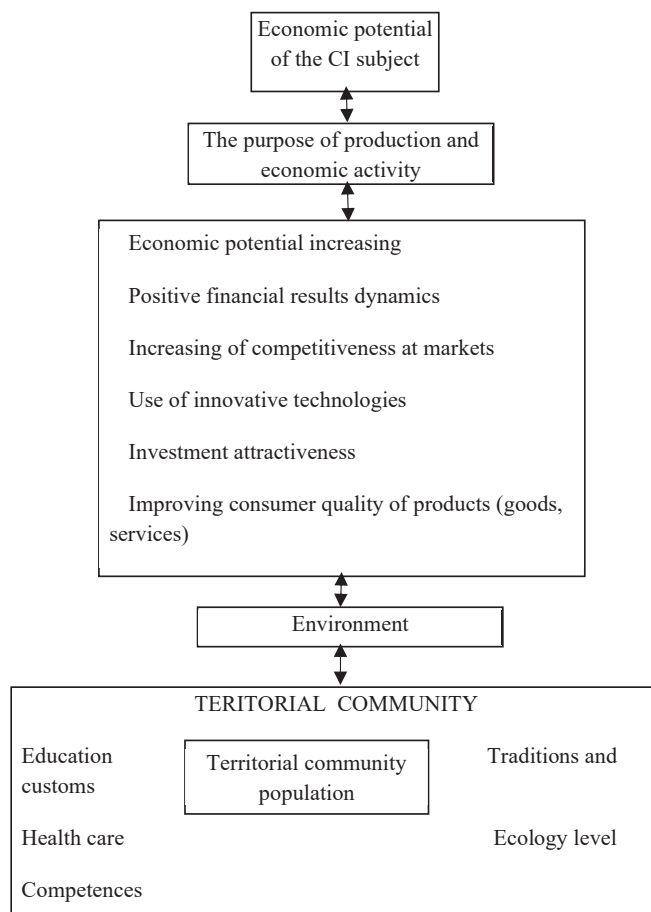 Economic potential
of the CI subject
The purpose of production and
economic activity
Economic potential increasing
Positive financial results dynamics
Increasing of competitiveness at markets
Use of innovative technologies
Investment attractiveness
Improving consumer quality of products (goods,
services)
Environment
TERITORIAL COMMUNITY
Education Territorial community Traditions and
customs population
Health care Ecology level
Competences